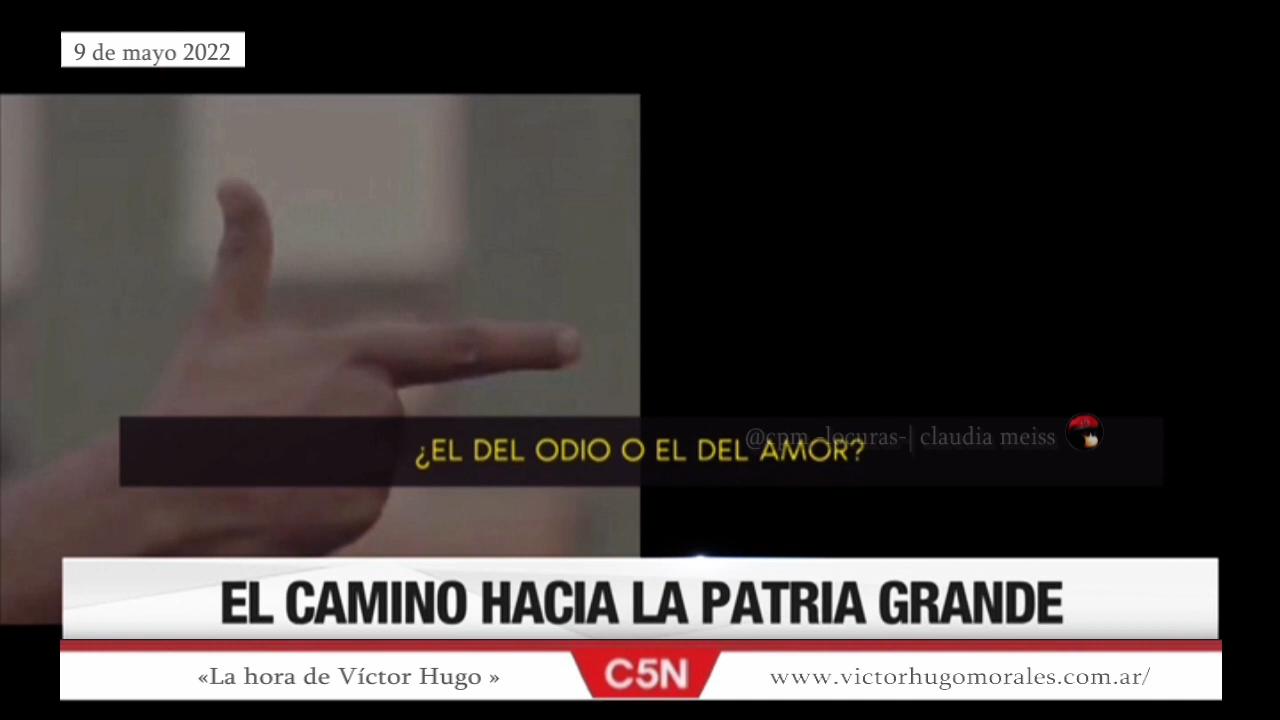 9 de mayo 2022
¿EL DEL ODIO O EL DEL AMOR?
@cpm_locuras-| claudia meiss
EL CAMINO HACIA LA PATRIA GRANDE
«La hora de Víctor Hugo »
C5N
www.victorhugomorales.com.ar/